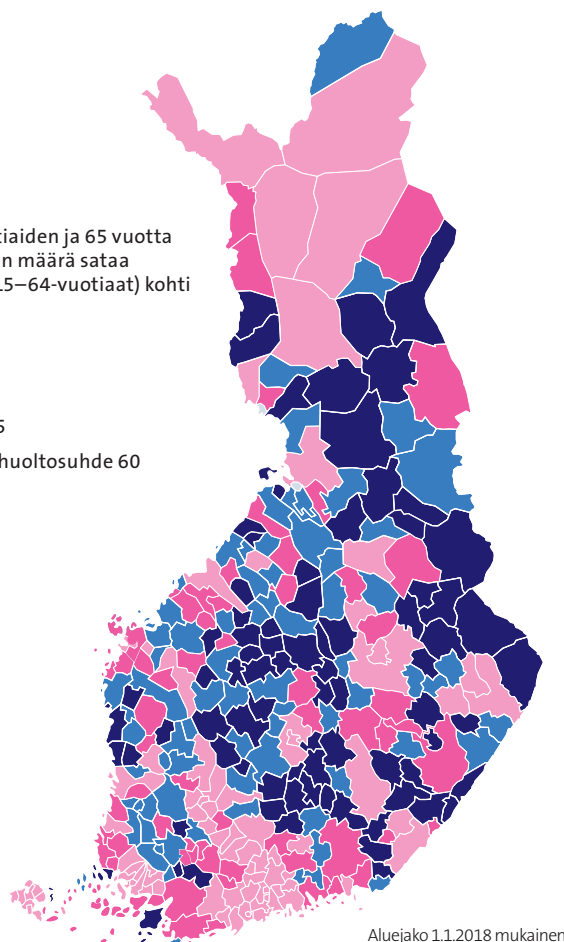 tiaiden ja 65 vuotta
n määrä sataa
15–64-vuotiaat) kohti
5
huoltosuhde 60
Aluejako 1.1.2018 mukainen